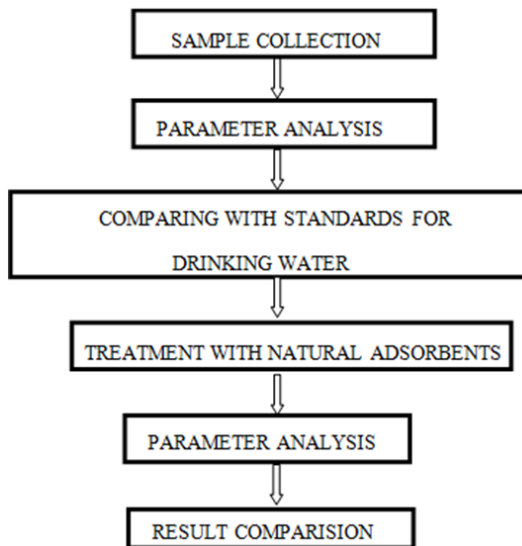 SAMPLE COLLECTION
PARAMETER ANALYSIS
COMPARING WITH STANDARDS FOR
DRINKING WATER
TREATMENT WITH NATURAL ADSORBENTS
PARAMETER ANALYSIS
RESULT COMPARISION